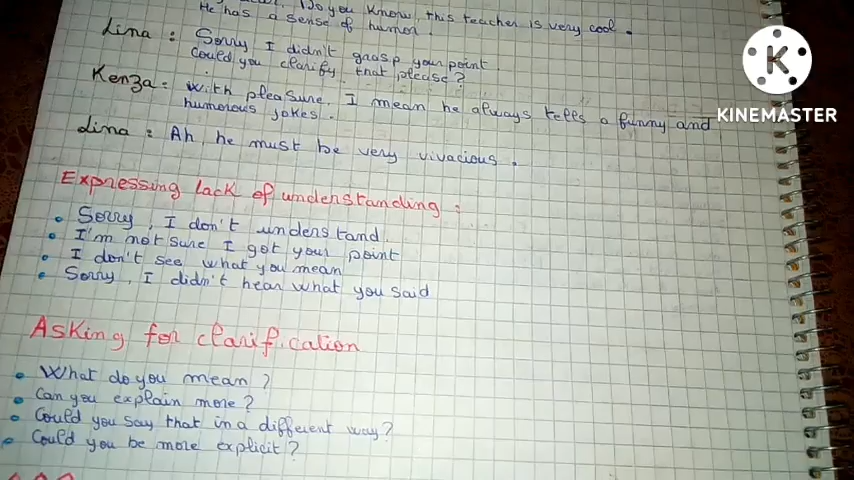 Do you know, this teacher is very cool.
He has a sense of humor.
Lina : Sorry I didn't grasp your point
Could you clarify that please?
Kenza : with pleasure. I mean he always tells a funny and
humorous jokes.
Lina : Ah, he must be very vivacious.
Expressing lack of understanding :
• Sorry, I don't understand
• I'm not sure I got your point
• I don't see what you mean
• Sorry, I didn't hear what you said
Asking for clarification
• What do you mean ?
• Can you explain more ?
• Could you say that in a different way?
• Could you be more explicit ?
K
KINEMASTER